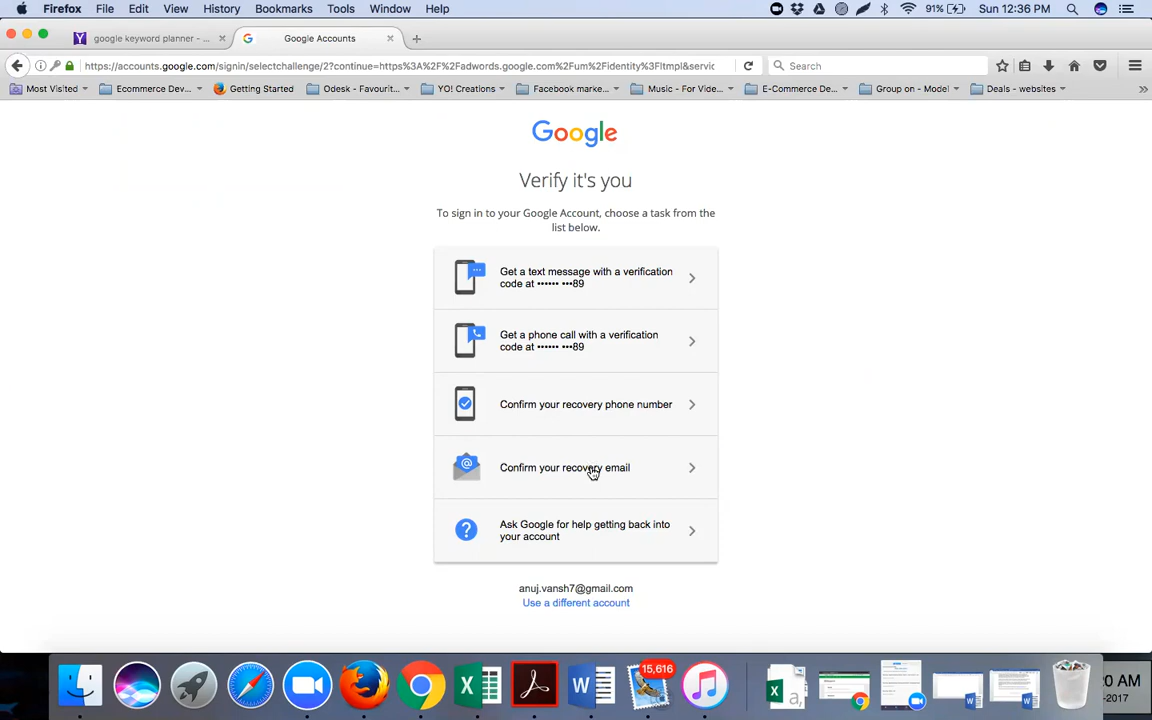 Firefox File Edit View History Bookmarks Tools Window Help 91% Sun 12:36 PM
google keyword planner - ... Google Accounts
https://accounts.google.com/signin/selectchallenge/2?continue=https%3A%2F%2Fadwords.google.com%2Fum%2Fidentity%3Fltmpl&servic Search
Most Visited Ecommerce Dev... Getting Started Odesk - Favourit... YO! Creations Facebook marke... Music - For Video... E-Commerce De... Group on - Model Deals - websites
Google
Verify it's you
To sign in to your Google Account, choose a task from the
list below.
Get a text message with a verification
code at •••••• •••89
Get a phone call with a verification
code at •••••• •••89
Confirm your recovery phone number
Confirm your recovery email
Ask Google for help getting back into
your account
anuj.vansh7@gmail.com
Use a different account
15,616
0 AM
-2017